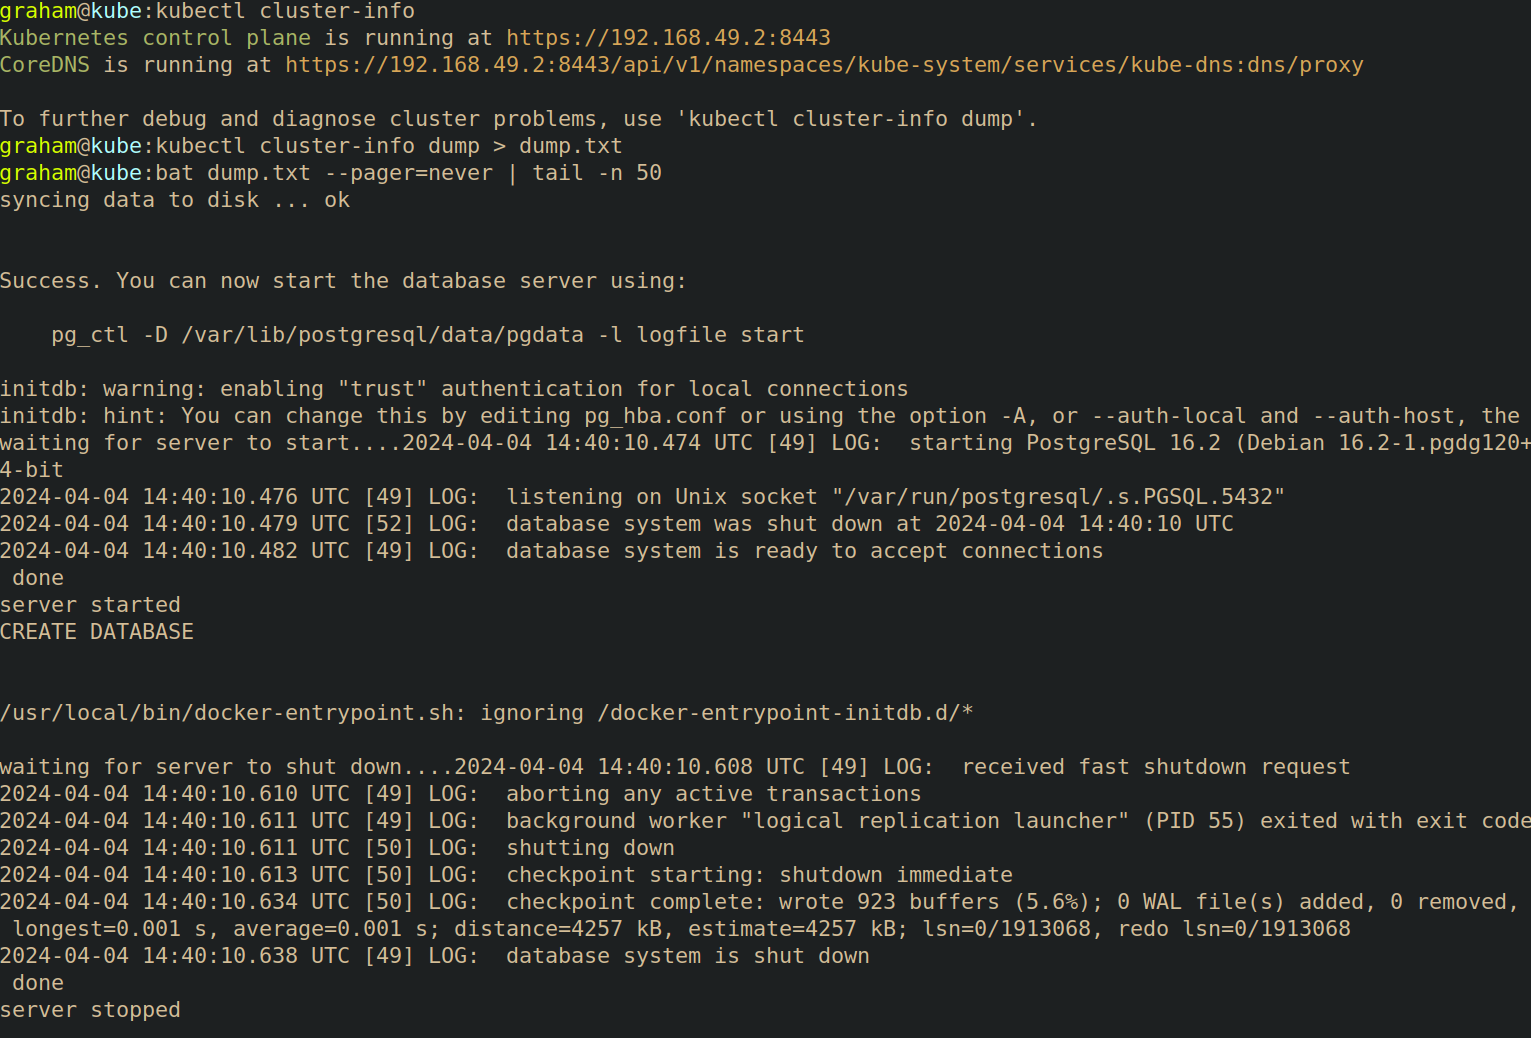 graham@kube:kubectl cluster-info
Kubernetes control plane is running at https://192.168.49.2:8443
CoreDNS is running at https://192.168.49.2:8443/api/v1/namespaces/kube-system/services/kube-dns:dns/proxy

To further debug and diagnose cluster problems, use 'kubectl cluster-info dump'.
graham@kube:kubectl cluster-info dump > dump.txt
graham@kube:bat dump.txt --pager=never | tail -n 50
syncing data to disk ... ok


Success. You can now start the database server using:

    pg_ctl -D /var/lib/postgresql/data/pgdata -l logfile start

initdb: warning: enabling "trust" authentication for local connections
initdb: hint: You can change this by editing pg_hba.conf or using the option -A, or --auth-local and --auth-host, the
waiting for server to start....2024-04-04 14:40:10.474 UTC [49] LOG:  starting PostgreSQL 16.2 (Debian 16.2-1.pgdg120+
4-bit
2024-04-04 14:40:10.476 UTC [49] LOG:  listening on Unix socket "/var/run/postgresql/.s.PGSQL.5432"
2024-04-04 14:40:10.479 UTC [52] LOG:  database system was shut down at 2024-04-04 14:40:10 UTC
2024-04-04 14:40:10.482 UTC [49] LOG:  database system is ready to accept connections
 done
server started
CREATE DATABASE


/usr/local/bin/docker-entrypoint.sh: ignoring /docker-entrypoint-initdb.d/*

waiting for server to shut down....2024-04-04 14:40:10.608 UTC [49] LOG:  received fast shutdown request
2024-04-04 14:40:10.610 UTC [49] LOG:  aborting any active transactions
2024-04-04 14:40:10.611 UTC [49] LOG:  background worker "logical replication launcher" (PID 55) exited with exit code
2024-04-04 14:40:10.611 UTC [50] LOG:  shutting down
2024-04-04 14:40:10.613 UTC [50] LOG:  checkpoint starting: shutdown immediate
2024-04-04 14:40:10.634 UTC [50] LOG:  checkpoint complete: wrote 923 buffers (5.6%); 0 WAL file(s) added, 0 removed,
 longest=0.001 s, average=0.001 s; distance=4257 kB, estimate=4257 kB; lsn=0/1913068, redo lsn=0/1913068
2024-04-04 14:40:10.638 UTC [49] LOG:  database system is shut down
 done
server stopped